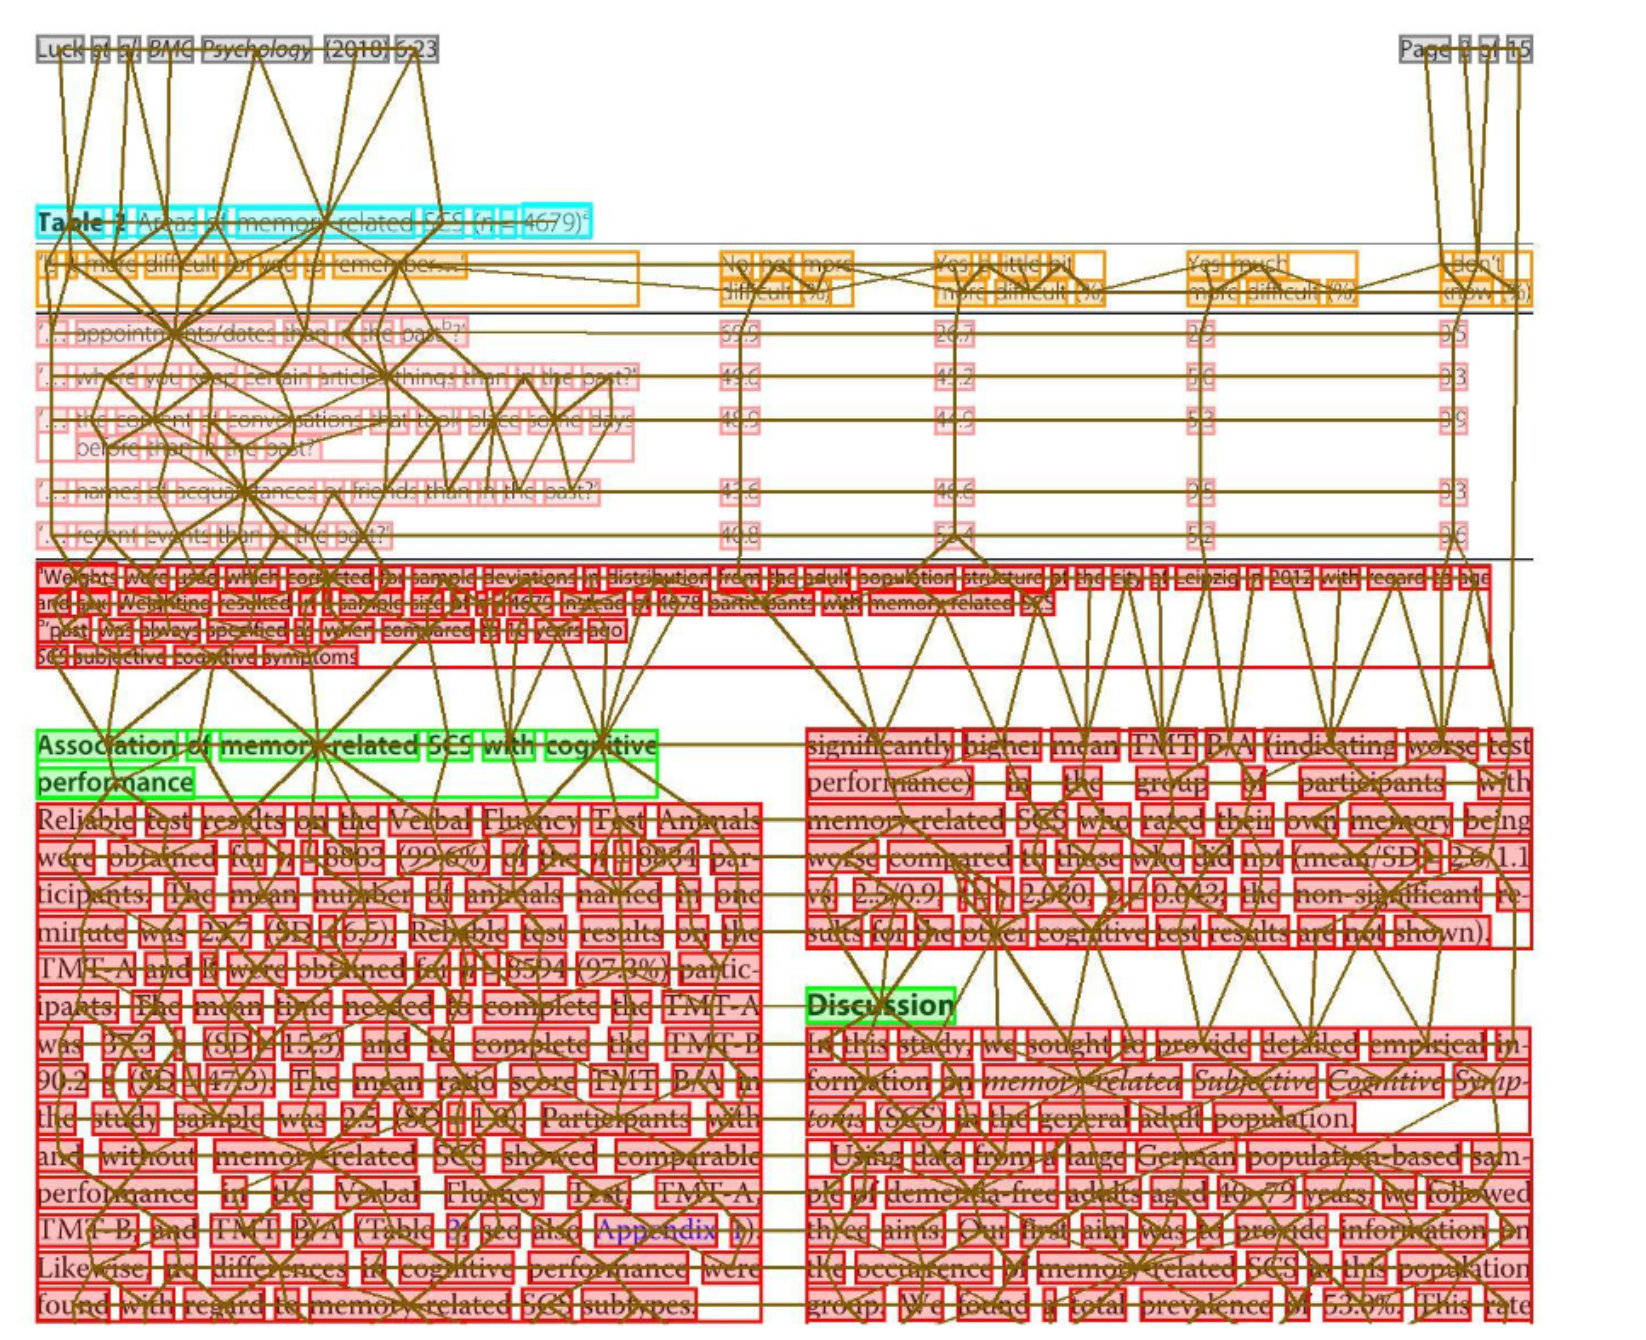 Luck et al. BMC Psychology (2018) 6:23
Page of 15
Table Areas of memory-related SCS (n = 4679)a
'Is it more difficult for you to remember…' No, not more difficult (%) Yes, a little bit more difficult (%) Yes, much more difficult (%) I don't know (%)
'… appointments/dates than in the past^b?' 69.9 26.7 2.9 0.5
'… where you keep certain articles/things than in the past?' 49.6 45.2 5.0 0.3
'… the content of conversations that took place some days 48.9 44.9 5.3 0.9
before than in the past?'
'… names of acquaintances or friends than in the past?' 9.5 0.3
'… recent events than in the past?' 40.8 53.4 5.2 0.6
aWeights were used which corrected for sample deviations in distribution from the adult population structure of the city of Leipzig in 2012 with regard to age
and sex. Weighting resulted in a sample size of n = 4679 instead of 4678 participants with memory-related SCS
b'past' was always specified as 'when compared to 10 years ago'
SCS subjective cognitive symptoms
Association of memory-related SCS with cognitive
performance
Reliable test results on the Verbal Fluency Test Animals
were obtained for n = 8803 (99.6%) of the n = 8834 par-
ticipants. The mean number of animals named in one
minute was 23.7 (SD = 6.5). Reliable test results on the
TMT-A and B were obtained for n = 8594 (97.3%) partic-
ipants. The mean time needed to complete the TMT-A
was 37.3 s (SD = 15.3) and to complete the TMT-B
90.2 s (SD = 47.3). The mean ratio score TMT B/A in
the study sample was 2.5 (SD = 1.0). Participants with
and without memory-related SCS showed comparable
performance in the Verbal Fluency Test, TMT-A,
TMT-B, and TMT B/A (Table see also Appendix 1).
Likewise, no differences in cognitive performance were
found with regard to memory-related SCS subtypes.
significantly higher mean TMT B/A (indicating worse test
performance) in the group of participants with
memory-related SCS who rated their own memory being
worse compared to those who did not (mean/SD = 2.6/1.1
vs. 2.5/0.9; 2.030; p = 0.043; the non-significant re-
sults for the other cognitive test results are not shown).
Discussion
In this study, we sought to provide detailed empirical in-
formation on memory-related Subjective Cognitive Symp-
toms (SCS) in the general adult population.
Using data from a large German population-based sam-
ple of dementia-free adults aged 40–79 years, we followed
three aims: Our first aim was to provide information on
the occurrence of memory-related SCS in this population
group. We found a total prevalence of 53.0%. This rate